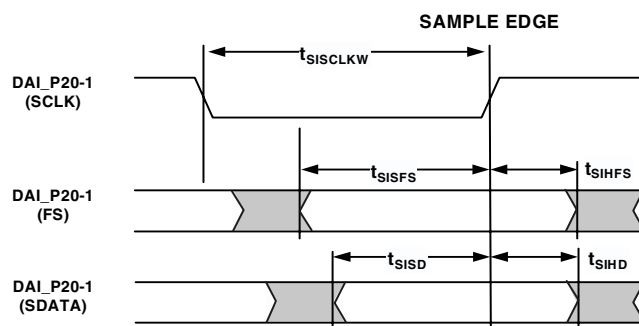 SAMPLE EDGE
tSISCLKW
DAI_P20-1
(SCLK)
tSISFS
tSIHFS
DAI_P20-1
(FS)
tSISD
tSIHD
DAI_P20-1
(SDATA)